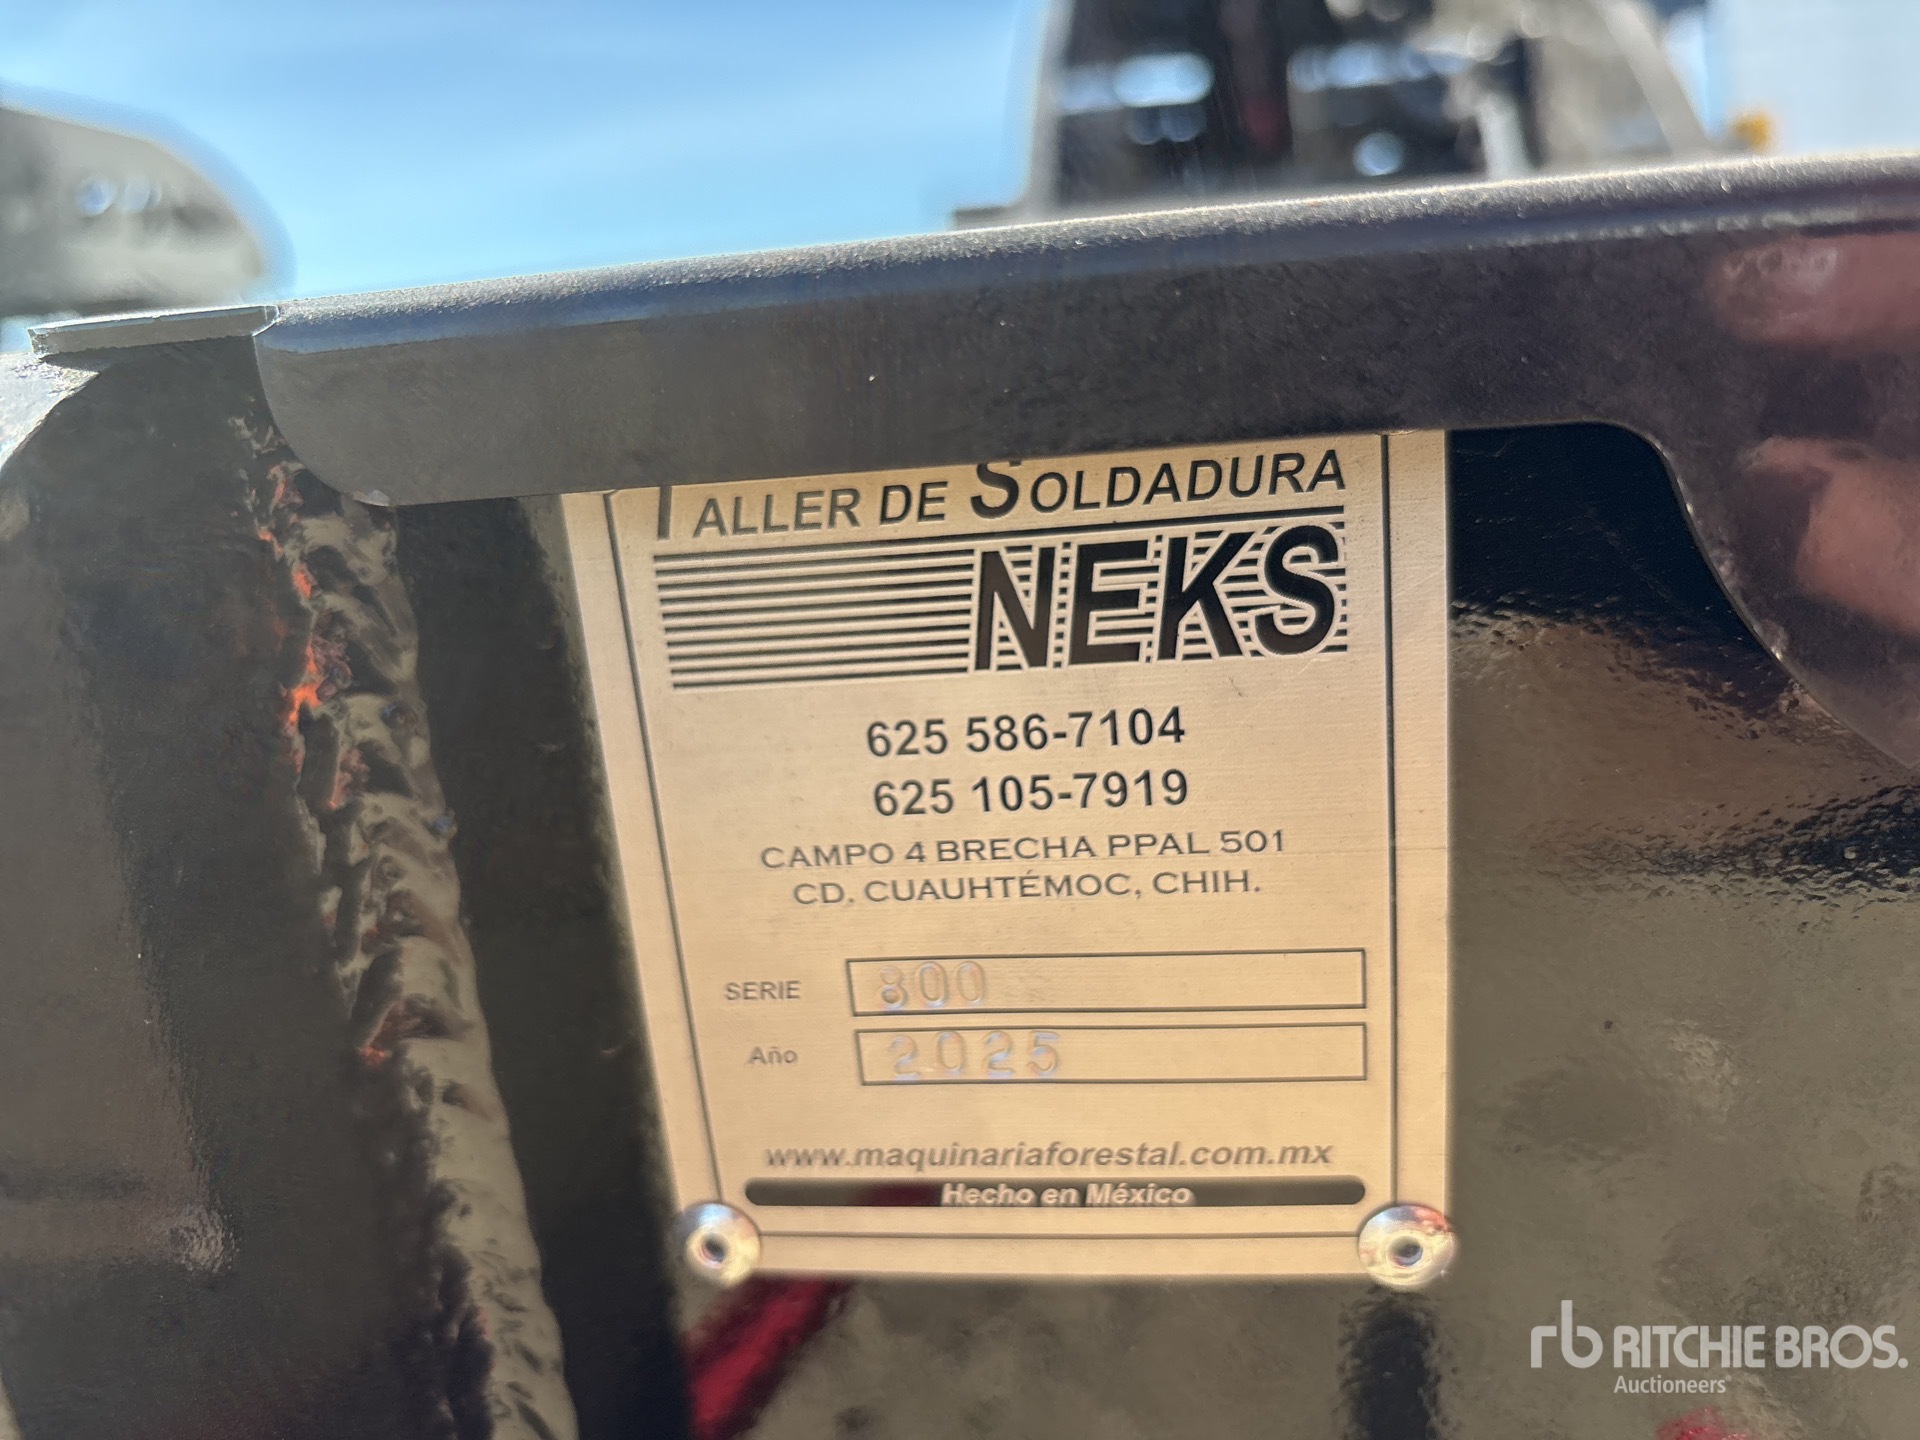 TALLER DE SOLDADURA
NEKS
625 586-7104
625 105-7919
CAMPO 4 BRECHA PPAL 501
CD. CUAUHTÉMOC, CHIH.
SERIE 800
Año 2025
www.maquinariaforestal.com.mx
Hecho en México
rb RITCHIE BROS.
Auctioneers